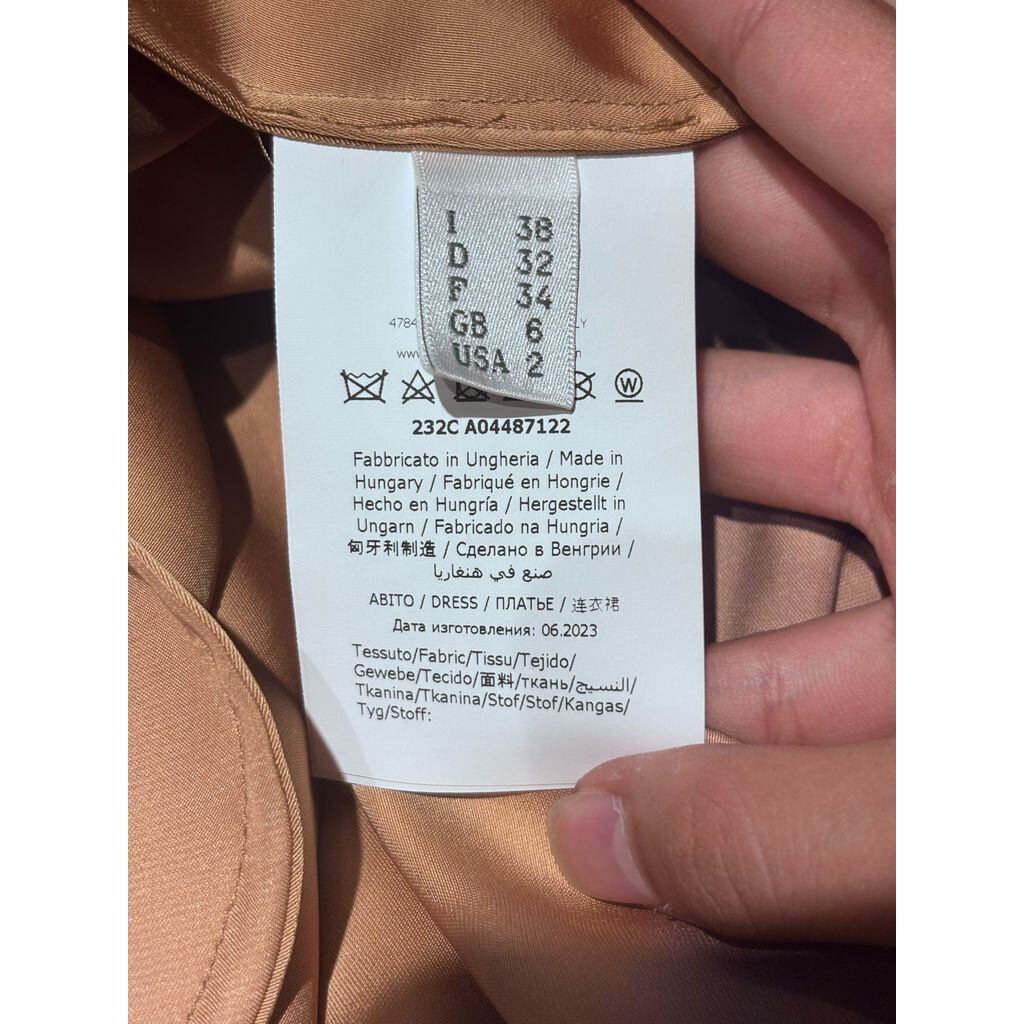 I 38
D 32
F 34
GB 6
USA 2
W
232C A04487122
Fabbricato in Ungheria / Made in
Hungary / Fabriqué en Hongrie /
Hecho en Hungría / Hergestellt in
Ungarn / Fabricado na Hungria /
匈牙利制造 / Сделано в Венгрии /
صنع في هنغاريا
ABITO / DRESS / ПЛАТЬЕ / 连衣裙
Дата изготовления: 06.2023
Tessuto/Fabric/Tissu/Tejido/
Gewebe/Tecido/面料/ткань/النسيج/
Tkanina/Tkanina/Stof/Stof/Kangas/
Tyg/Stoff: